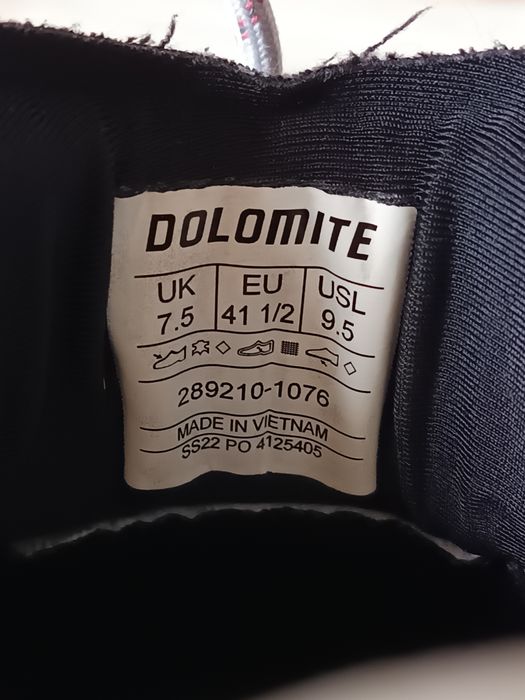 DOLOMITE
UK EU USL
7.5 41 1/2 9.5
289210-1076
MADE IN VIETNAM
SS22 PO 4125405